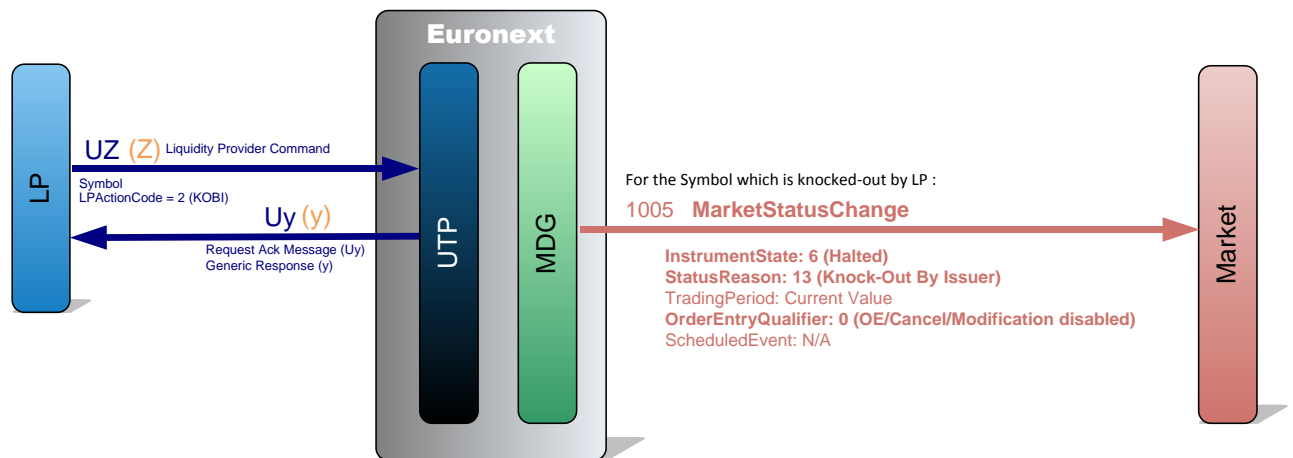 Euronext
LP
UZ (Z) Liquidity Provider Command
Symbol
LPActionCode = 2 (KOBI)
Uy (y)
Request Ack Message (Uy)
Generic Response (y)
UTP
MDG
For the Symbol which is knocked-out by LP :
1005 MarketStatusChange
InstrumentState: 6 (Halted)
StatusReason: 13 (Knock-Out By Issuer)
TradingPeriod: Current Value
OrderEntryQualifier: 0 (OE/Cancel/Modification disabled)
ScheduledEvent: N/A
Market